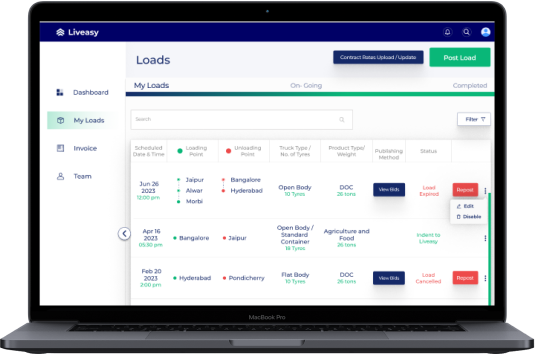 Liveasy
Loads
Contract Rates Upload / Update
Post Load
My Loads
On- Going
Completed
Dashboard
My Loads
Invoice
Team
Search
Filter
Scheduled
Date & Time
Loading
Point
Unloading
Point
Truck Type /
No. of Tyres
Product Type/
Weight
Publishing
Method
Status
Jun 26
2023
12:00 pm
Jaipur
Alwar
Morbi
Bangalore
Hyderabad
Open Body
10 Tyres
DOC
26 tons
View Bids
Load
Expired
Repost
Edit
Disable
Apr 16
2023
05:30 pm
Bangalore
Jaipur
Open Body /
Standard
Container
18 Tyres
Agriculture and
Food
26 tons
Indent to
Liveasy
Feb 20
2023
2:00 pm
Hyderabad
Pondicherry
Flat Body
10 Tyres
DOC
26 tons
View Bids
Load
Cancelled
Repost
MacBook Pro